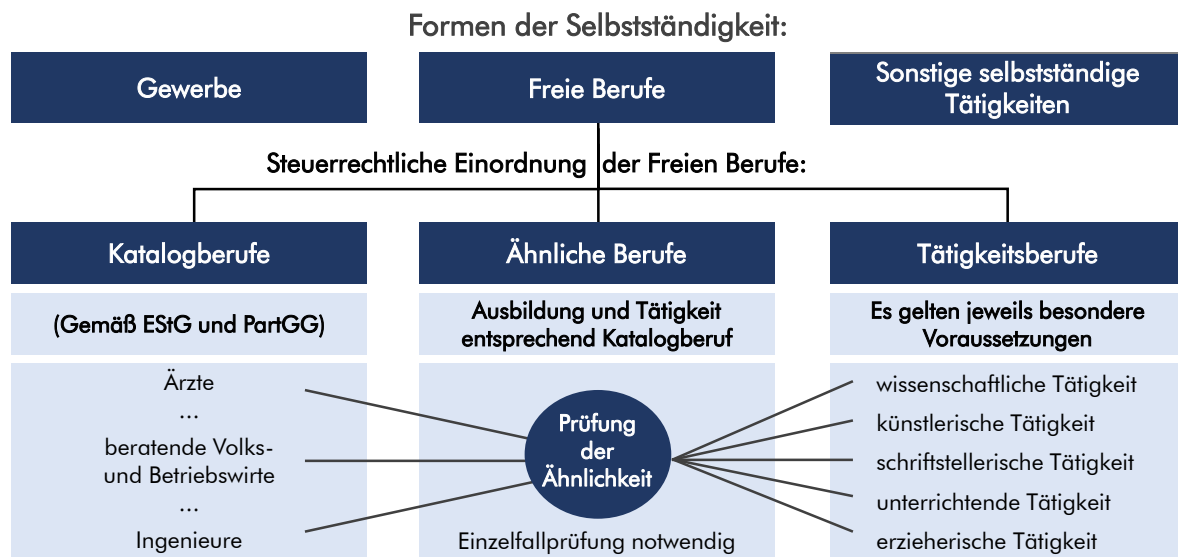 Formen der Selbstständigkeit:
Gewerbe
Freie Berufe
Sonstige selbstständige
Tätigkeiten
Steuerrechtliche Einordnung der Freien Berufe:
Katalogberufe
Ähnliche Berufe
Tätigkeitsberufe
(Gemäß EStG und PartGG)
Ausbildung und Tätigkeit
entsprechend Katalogberuf
Es gelten jeweils besondere
Voraussetzungen
Ärzte
...
beratende Volks-
und Betriebswirte
...
Ingenieure
Prüfung
der
Ähnlichkeit
Einzelfallprüfung notwendig
wissenschaftliche Tätigkeit
künstlerische Tätigkeit
schriftstellerische Tätigkeit
unterrichtende Tätigkeit
erzieherische Tätigkeit